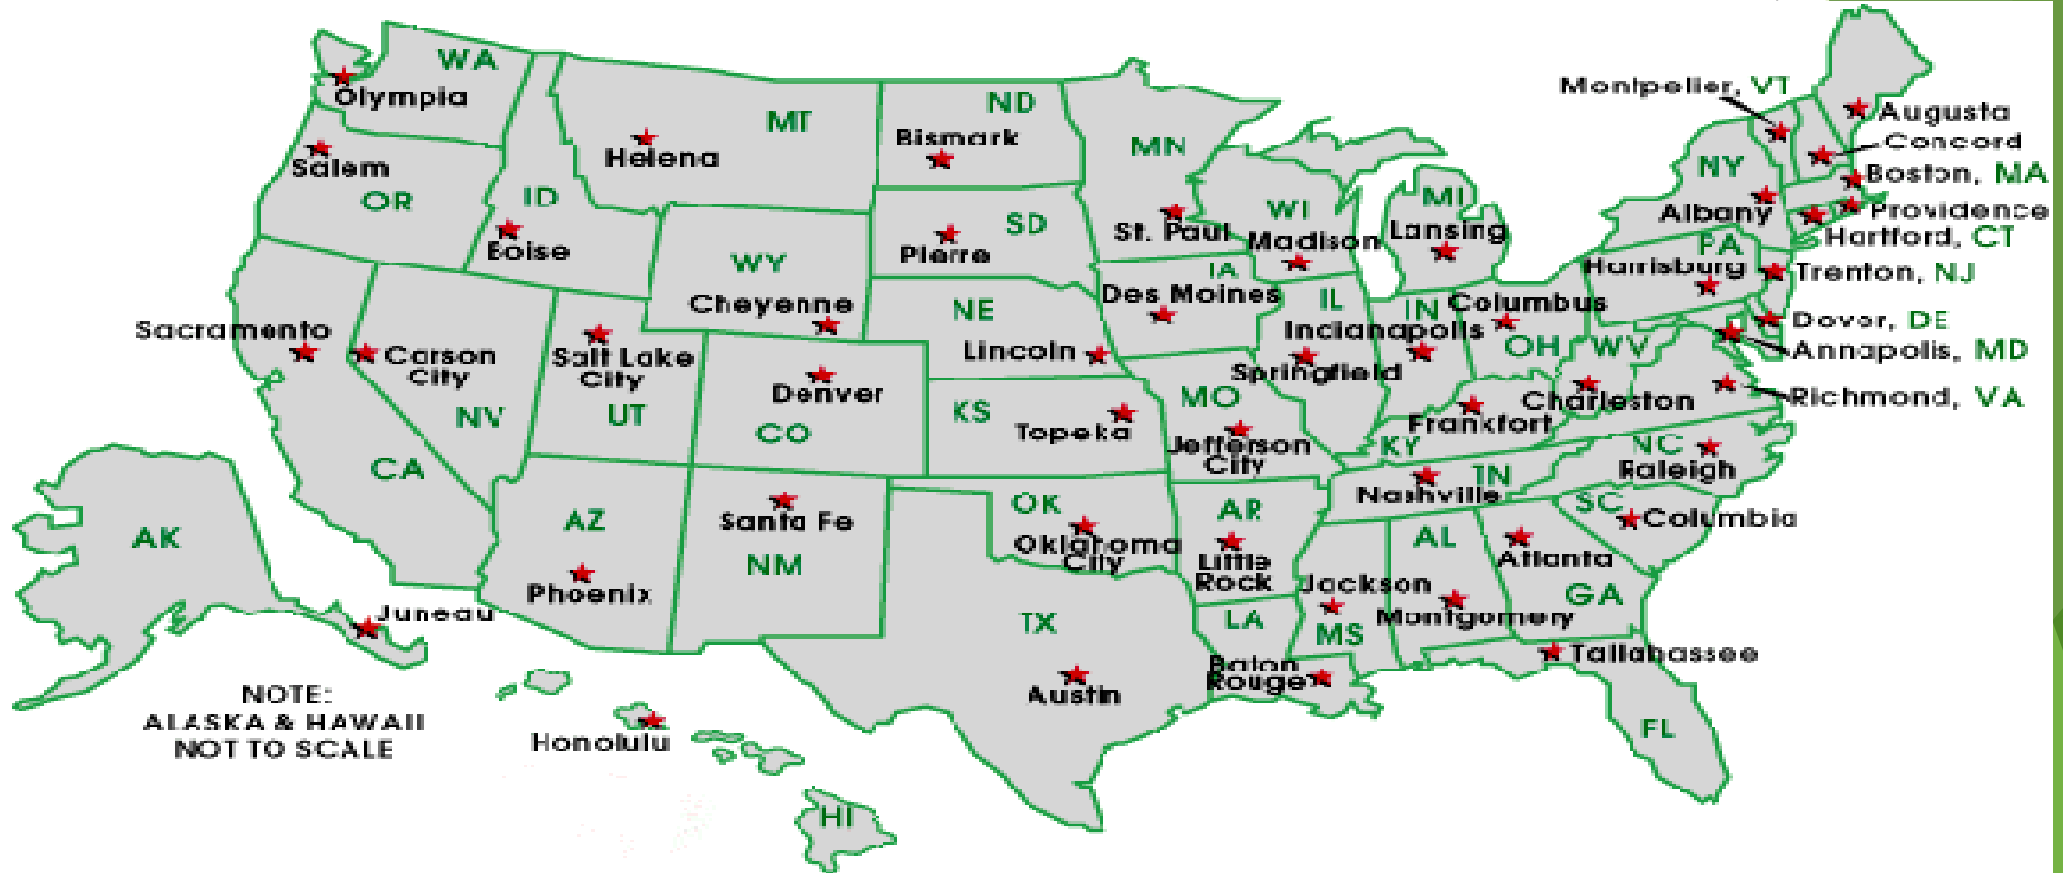 WA
Olympia
Salem
OR
ID
Boise
MT
Helena
ND
Bismark
MN
St. Paul
SD
Pierre
WY
Cheyenne
WI
Madison
MI
Lansing
Montpelier, VT
Augusta
Concord
NY
Albany
Boston, MA
Providence
Hartford, CT
PA
Harrisburg
Trenton, NJ
Dover, DE
Annapolis, MD
Richmond, VA
Sacramento
Carson
City
NV
CA
Salt Lake
City
UT
Denver
CO
NE
Lincoln
KS
Topeka
IA
Des Moines
IL
Springfield
IN
Indianapolis
Columbus
OH
WV
Charleston
MO
Jefferson
City
Frankfort
KY
TN
Nashville
NC
Raleigh
SC
Columbia
AZ
Phoenix
Santa Fe
NM
OK
Oklahoma
City
AR
Little
Rock
TX
Austin
LA
Baton
Rouge
Jackson
MS
AL
Montgomery
Atlanta
GA
Tallahassee
FL
AK
Juneau
NOTE:
ALASKA & HAWAII
NOT TO SCALE
Honolulu
HI